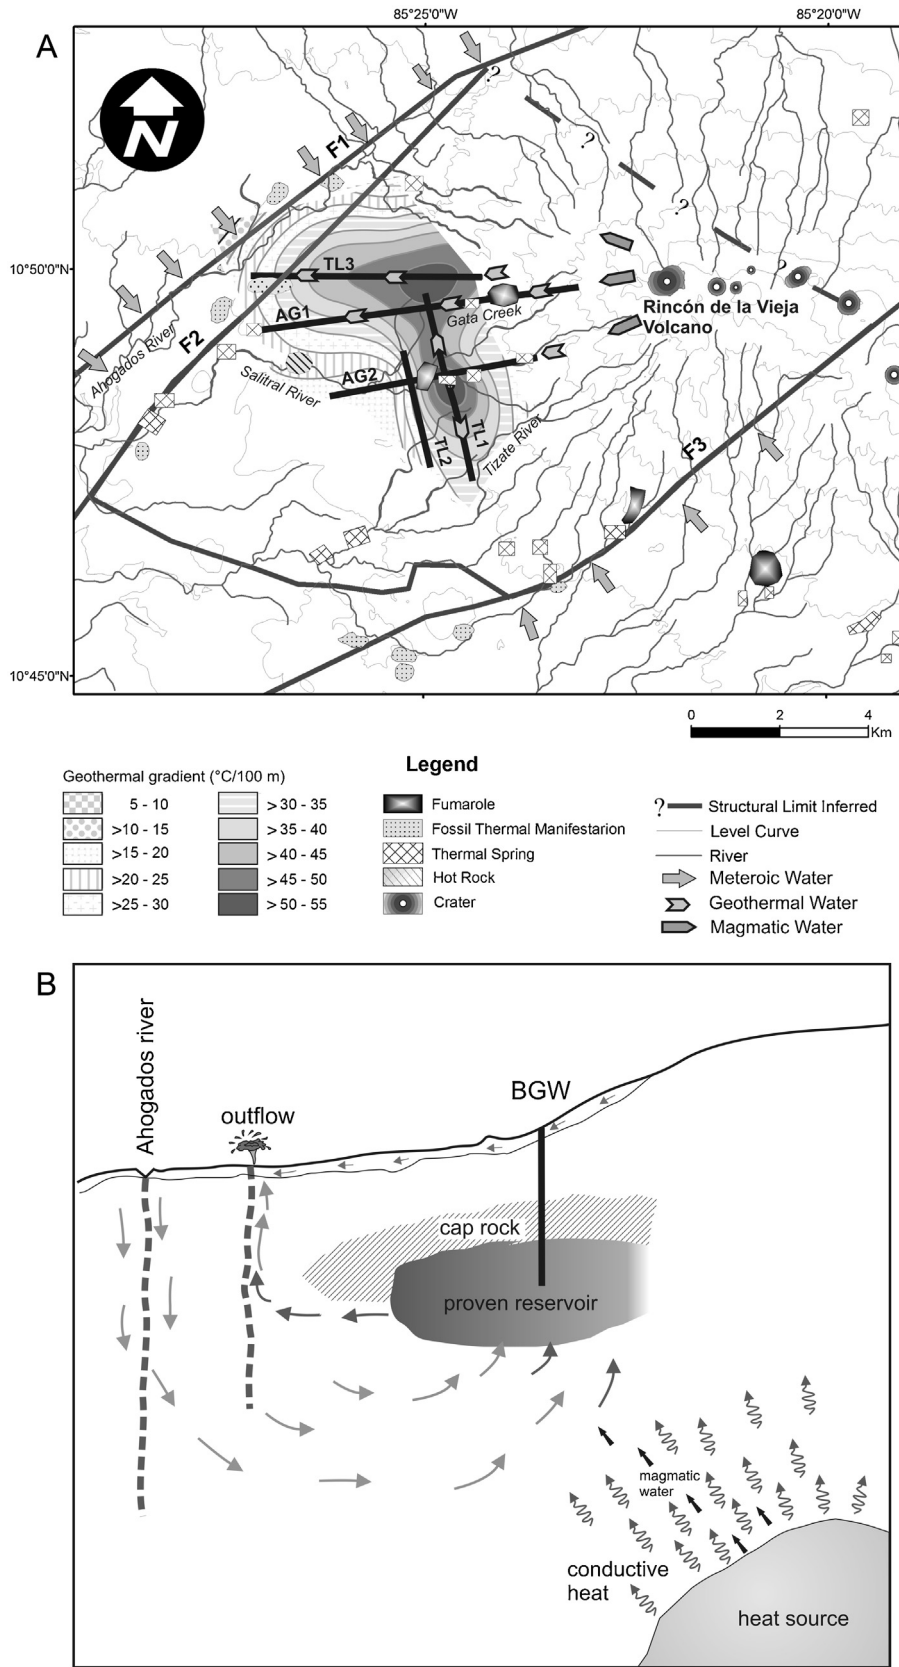 85°25'0"W
85°20'0"W
A
N
?
F1
?
?
?
10°50'0"N
TL3
Rincón de la Vieja
Volcano
AG1
Gata Creek
Ahogados River
F2
Salitral River
AG2
TL1
TL2
Tizate River
F3
10°45'0"N
0 2 4
Km
Legend
Geothermal gradient (°C/100 m)
5 - 10
>10 - 15
>15 - 20
>20 - 25
>25 - 30
>30 - 35
>35 - 40
>40 - 45
>45 - 50
>50 - 55
Fumarole
Fossil Thermal Manifestarion
Thermal Spring
Hot Rock
Crater
? Structural Limit Inferred
Level Curve
River
Meteroic Water
Geothermal Water
Magmatic Water
B
Ahogados river
outflow
BGW
cap rock
proven reservoir
magmatic
water
conductive
heat
heat source